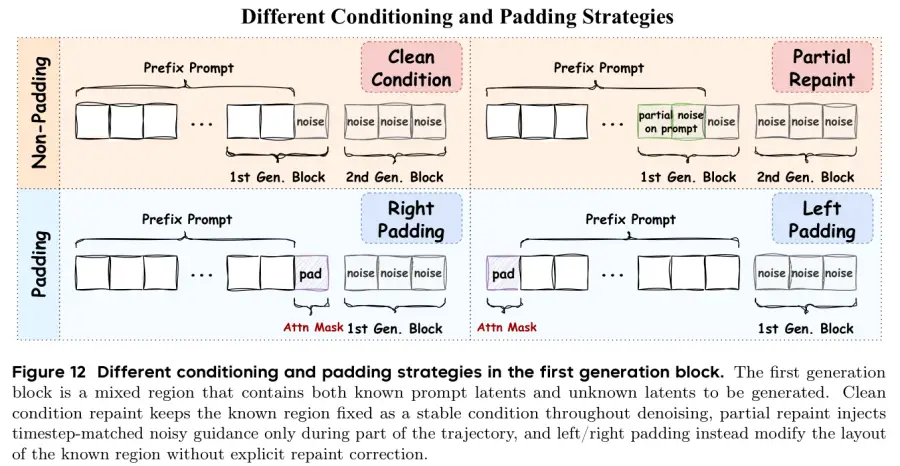 Different Conditioning and Padding Strategies
Non-Padding
Prefix Prompt
Clean
Condition
... noise noise noise noise
1st Gen. Block 2nd Gen. Block
Prefix Prompt
Partial
Repaint
... partial noise
on prompt noise noise noise noise
1st Gen. Block 2nd Gen. Block
Padding
Prefix Prompt
Right
Padding
... pad noise noise noise
Attn Mask 1st Gen. Block
Prefix Prompt
Left
Padding
pad ... noise noise noise
Attn Mask 1st Gen. Block
Figure 12 Different conditioning and padding strategies in the first generation block. The first generation
block is a mixed region that contains both known prompt latents and unknown latents to be generated. Clean
condition repaint keeps the known region fixed as a stable condition throughout denoising, partial repaint injects
timestep-matched noisy guidance only during part of the trajectory, and left/right padding instead modify the layout
of the known region without explicit repaint correction.